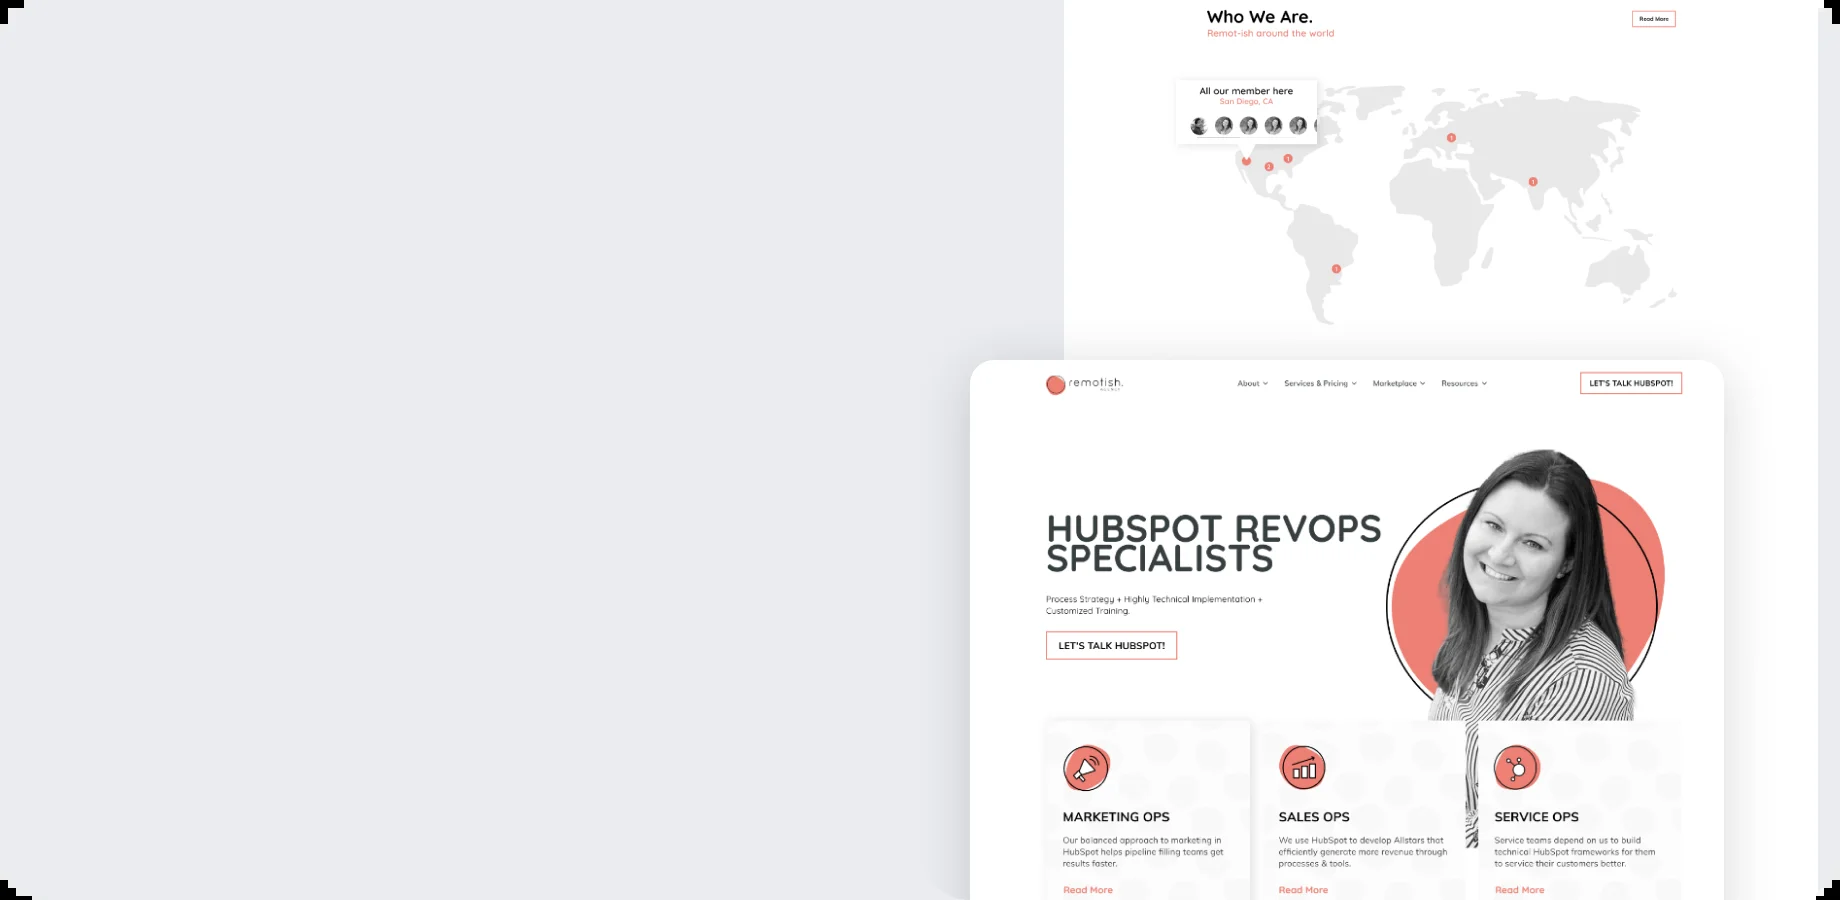 Who We Are.
Read More
Remot-ish around the world
All our member here
San Diego, CA
1
2
1
1
1
remotish.
About
Services & Pricing
Marketplace
Resources
LET'S TALK HUBSPOT!
HUBSPOT REVOPS
SPECIALISTS
Process Strategy + Highly Technical Implementation +
Customized Training.
LET'S TALK HUBSPOT!
MARKETING OPS
Our balanced approach to marketing in
HubSpot helps pipeline filling teams get
results faster.
Read More
SALES OPS
We use HubSpot to develop Allstars that
efficiently generate more revenue through
processes & tools.
Read More
SERVICE OPS
Service teams depend on us to build
technical HubSpot frameworks for them
to service their customers better.
Read More